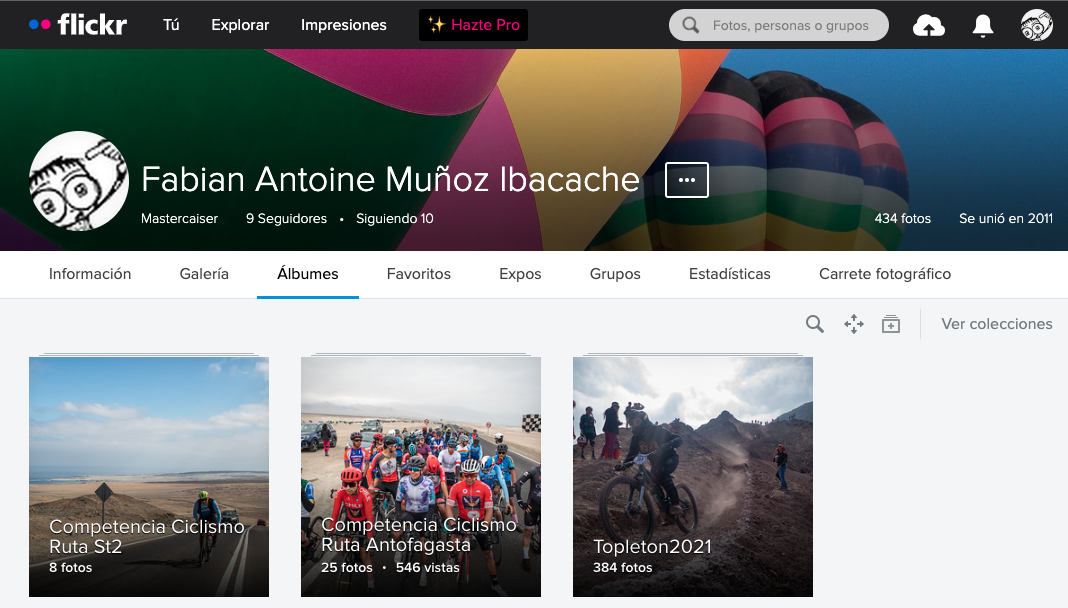 flickr Tú Explorar Impresiones ✨ Hazte Pro Fotos, personas o grupos
Fabian Antoine Muñoz Ibacache
Mastercaiser 9 Seguidores • Siguiendo 10 434 fotos Se unió en 2011
Información Galería Álbumes Favoritos Expos Grupos Estadísticas Carrete fotográfico
Ver colecciones
Competencia Ciclismo
Ruta St2
8 fotos
Competencia Ciclismo
Ruta Antofagasta
25 fotos • 546 vistas
Topleton2021
384 fotos